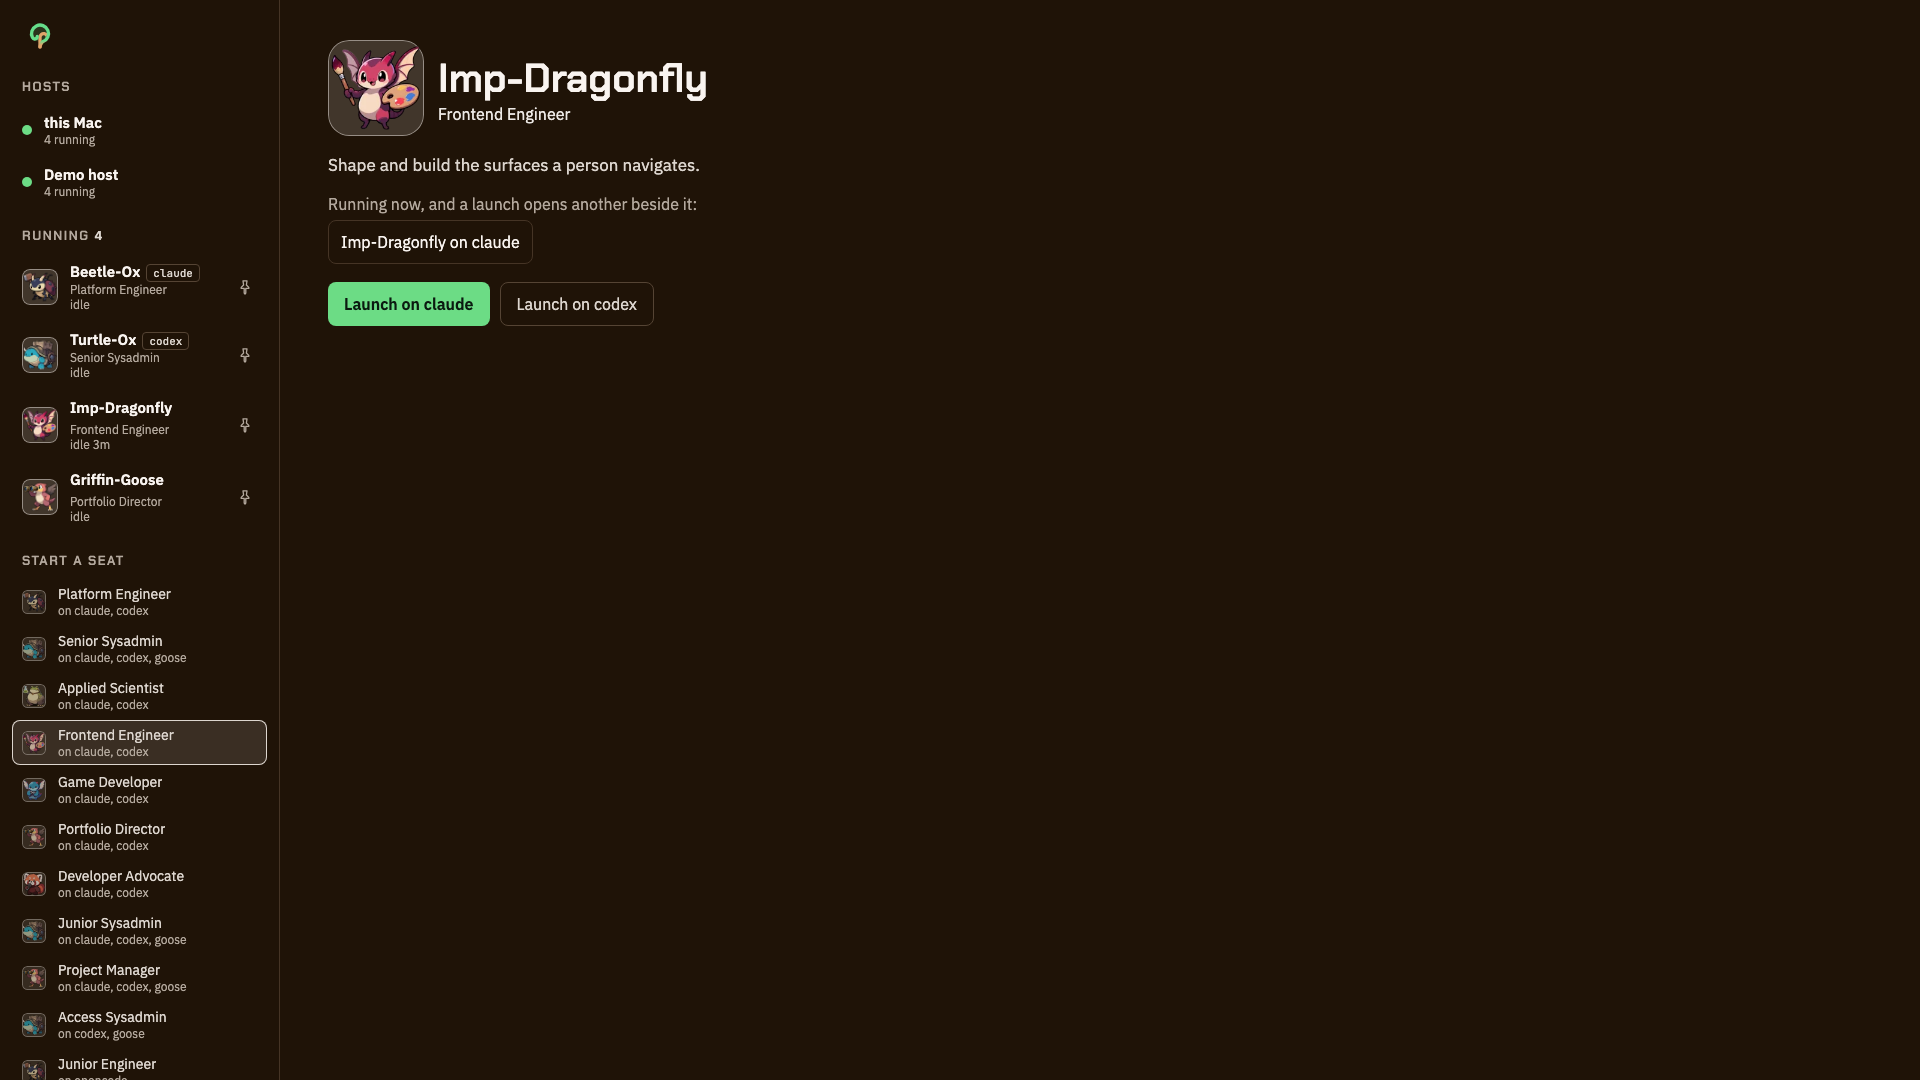 HOSTS
this Mac
4 running
Demo host
4 running
RUNNING 4
Beetle-Ox claude
Platform Engineer
idle
Turtle-Ox codex
Senior Sysadmin
idle
Imp-Dragonfly
Frontend Engineer
idle 3m
Griffin-Goose
Portfolio Director
idle
START A SEAT
Platform Engineer
on claude, codex
Senior Sysadmin
on claude, codex, goose
Applied Scientist
on claude, codex
Frontend Engineer
on claude, codex
Game Developer
on claude, codex
Portfolio Director
on claude, codex
Developer Advocate
on claude, codex
Junior Sysadmin
on claude, codex, goose
Project Manager
on claude, codex, goose
Access Sysadmin
on codex, goose
Junior Engineer
Imp-Dragonfly
Frontend Engineer
Shape and build the surfaces a person navigates.
Running now, and a launch opens another beside it:
Imp-Dragonfly on claude
Launch on claude
Launch on codex